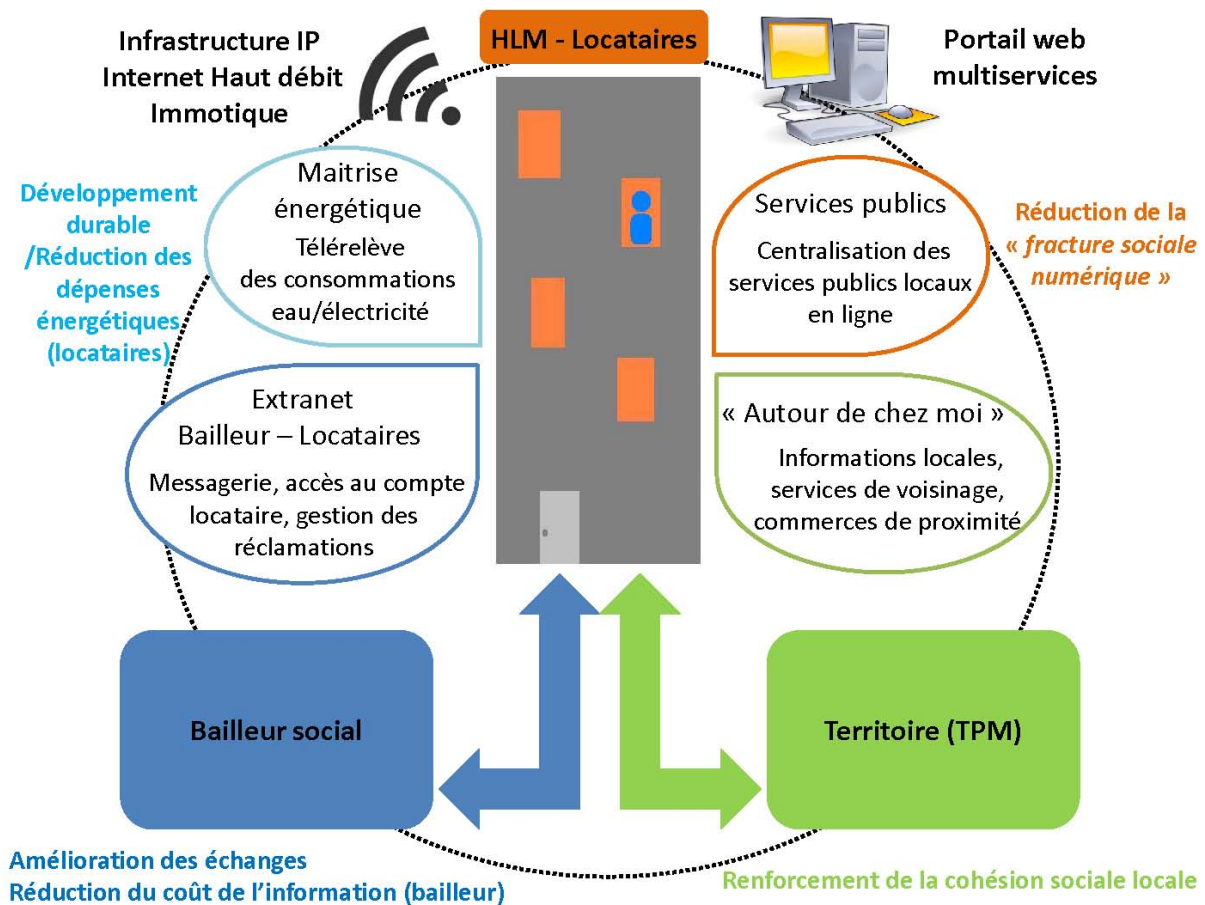 Infrastructure IP
Internet Haut débit
Immotique
HLM - Locataires
Portail web
multiservices
Développement
durable
/Réduction des
dépenses
énergétiques
(locataires)
Maitrise
énergétique
Télérelève
des consommations
eau/électricité
Services publics
Centralisation des
services publics locaux
en ligne
Réduction de la
« fracture sociale
numérique »
Extranet
Bailleur – Locataires
Messagerie, accès au compte
locataire, gestion des
réclamations
« Autour de chez moi »
Informations locales,
services de voisinage,
commerces de proximité
Bailleur social
Territoire (TPM)
Amélioration des échanges
Réduction du coût de l’information (bailleur)
Renforcement de la cohésion sociale locale